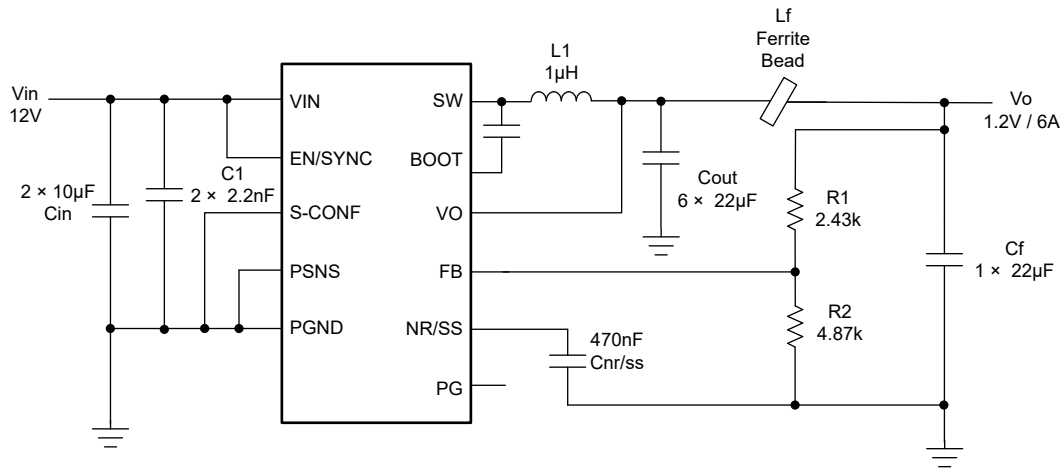 Lf
Ferrite
Bead
L1
1µH
Vin
12V
VIN
SW
Vo
1.2V / 6A
EN/SYNC
BOOT
C1
2 × 2.2nF
2 × 10µF
Cin
Cout
6 × 22µF
R1
2.43k
S-CONF
VO
PSNS
FB
Cf
1 × 22µF
PGND
NR/SS
470nF
Cnr/ss
R2
4.87k
PG